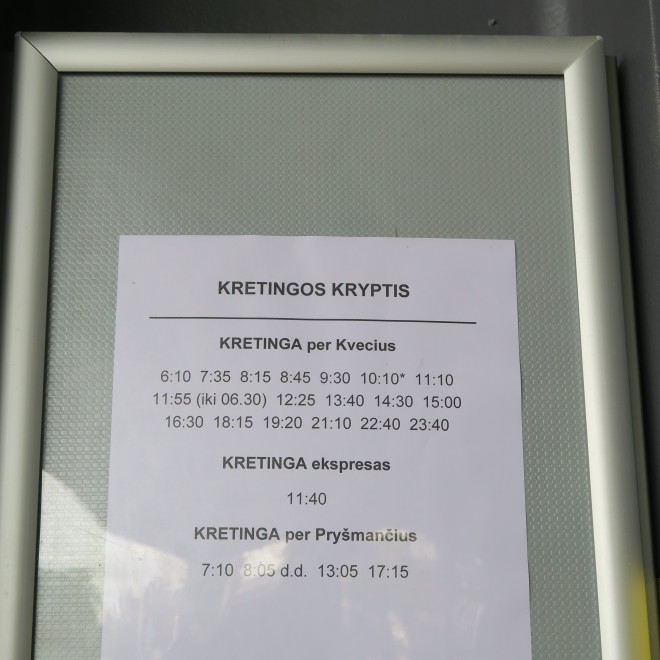 KRETINGOS KRYPTIS
KRETINGA per Kvecius
6:10 7:35 8:15 8:45 9:30 10:10* 11:10
11:55 (iki 06.30) 12:25 13:40 14:30 15:00
16:30 18:15 19:20 21:10 22:40 23:40
KRETINGA ekspresas
11:40
KRETINGA per Pryšmančius
7:10 8:05 d.d. 13:05 17:15